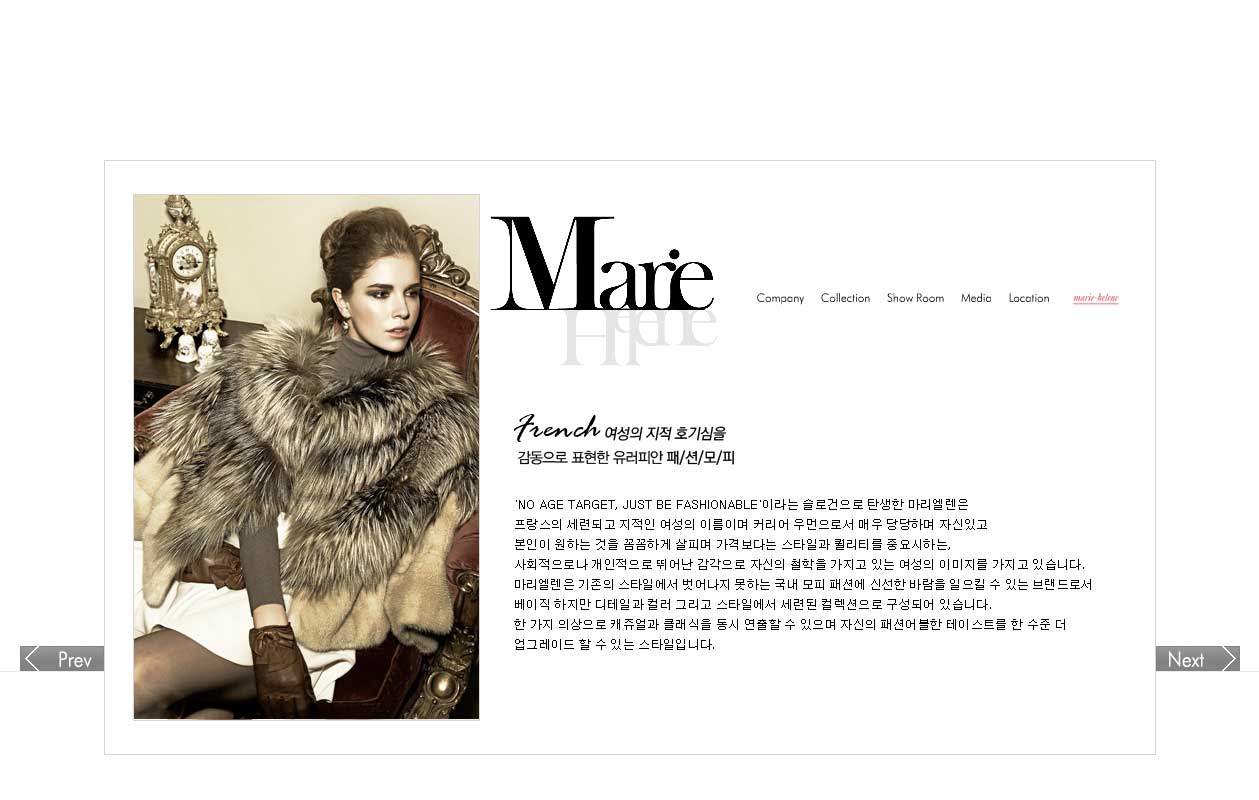 Marie
Helene
Company Collection Show Room Media Location marie-helene
French 여성의 지적 호기심을
감동으로 표현한 유러피안 패/션/모/피
'NO AGE TARGET, JUST BE FASHIONABLE'이라는 슬로건으로 탄생한 마리엘렌은
프랑스의 세련되고 지적인 여성의 이름이며 커리어 우먼으로서 매우 당당하며 자신있고
본인이 원하는 것을 꼼꼼하게 살피며 가격보다는 스타일과 퀄리티를 중요시하는,
사회적으로나 개인적으로 뛰어난 감각으로 자신의 철학을 가지고 있는 여성의 이미지를 가지고 있습니다.
마리엘렌은 기존의 스타일에서 벗어나지 못하는 국내 모피 패션에 신선한 바람을 일으킬 수 있는 브랜드로서
베이직 하지만 디테일과 컬러 그리고 스타일에서 세련된 컬렉션으로 구성되어 있습니다.
한 가지 의상으로 캐쥬얼과 클래식을 동시 연출할 수 있으며 자신의 패션어블한 테이스트를 한 수준 더
업그레이드 할 수 있는 스타일입니다.
Prev
Next